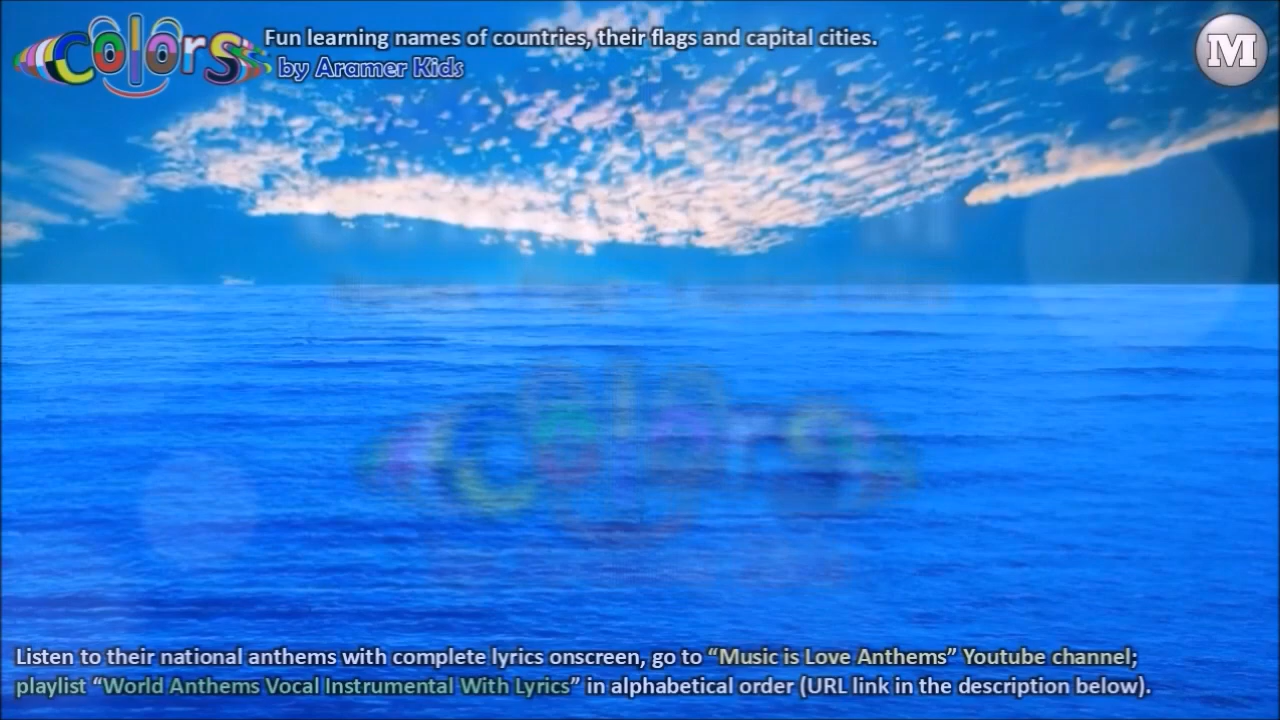 colors
Fun learning names of countries, their flags and capital cities.
by Aramer Kids
M
colors
Listen to their national anthems with complete lyrics onscreen, go to “Music is Love Anthems” Youtube channel;
playlist “World Anthems Vocal Instrumental With Lyrics” in alphabetical order (URL link in the description below).